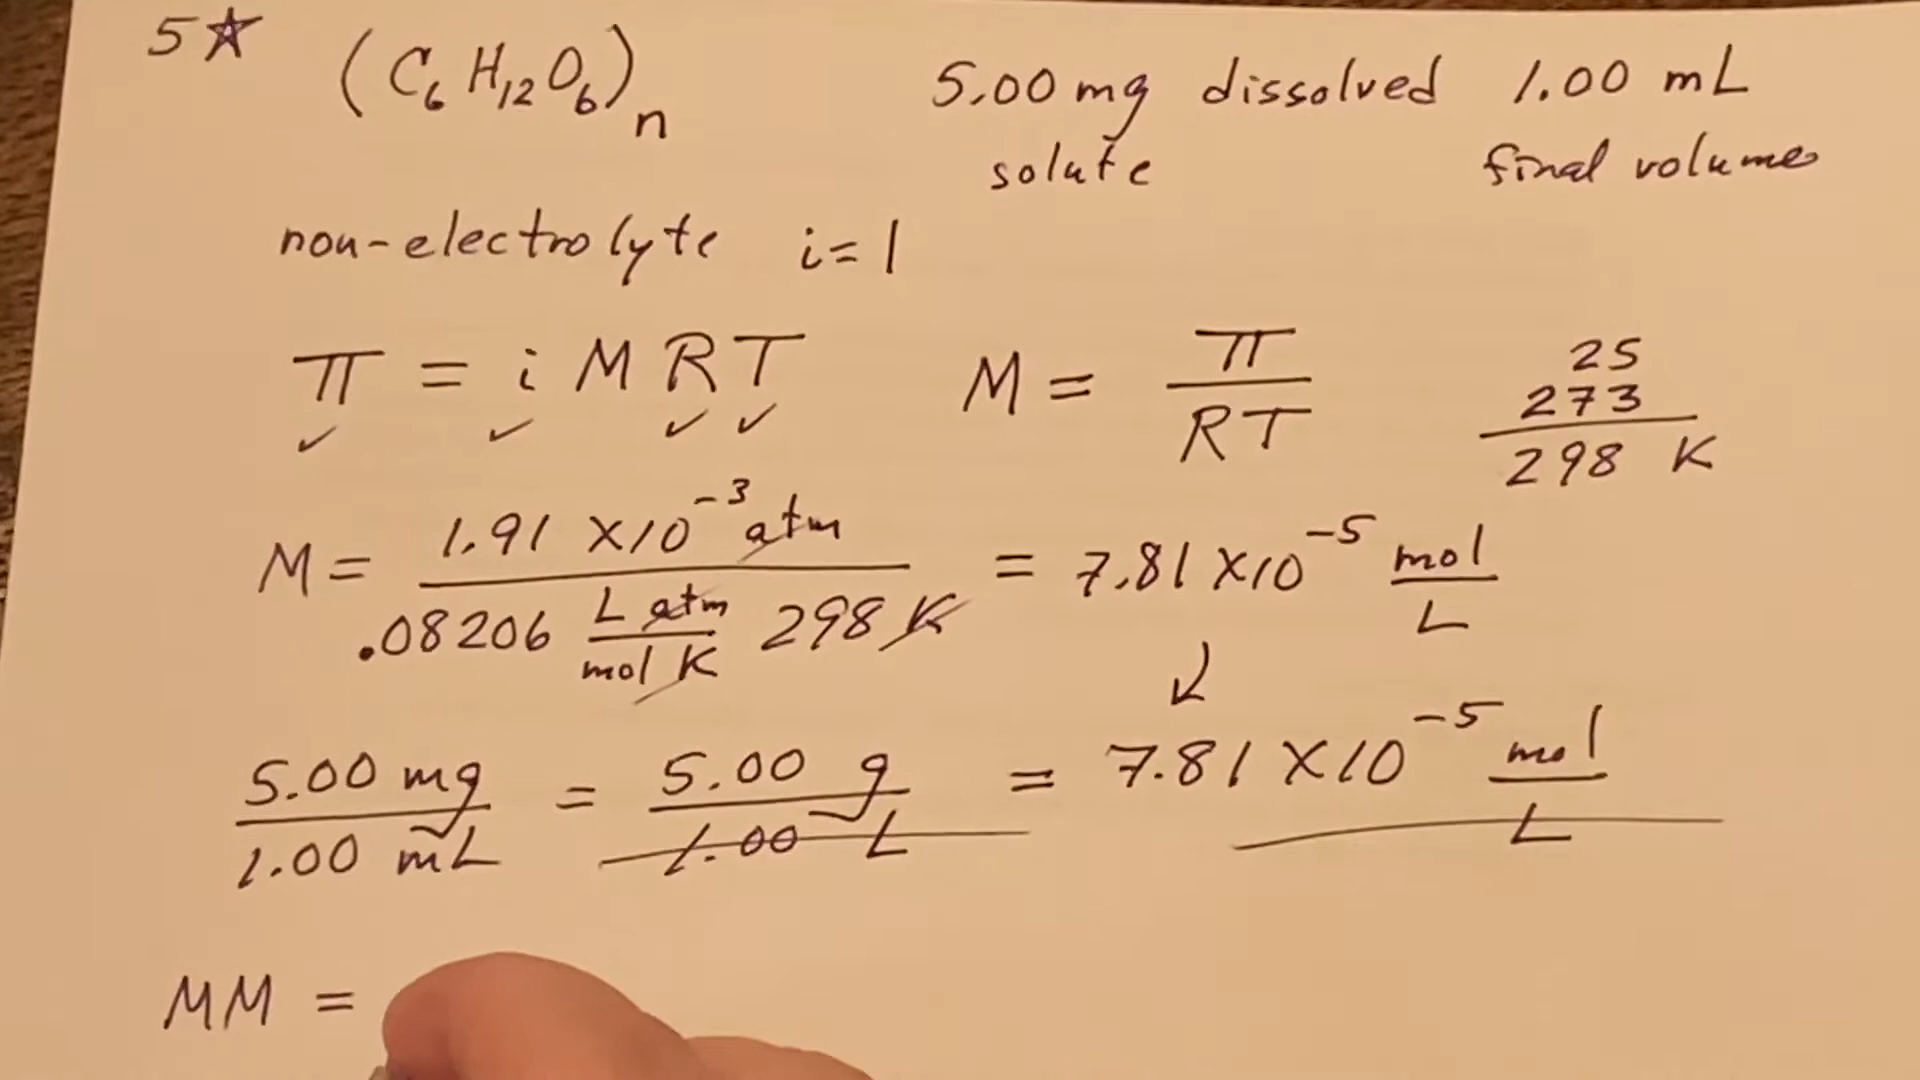 5☆ (C6H12O6)n 5.00 mg dissolved 1.00 mL
solute final volume
non-electrolyte i=1
π = i M R T M = π / RT 25
✓ ✓ ✓ ✓ 273
298 K
M = 1.91 X10^-3 atm / .08206 L atm / mol K 298 K = 7.81 X10^-5 mol / L
↙
5.00 mg / 1.00 mL = 5.00 g / 1.00 L = 7.81 X10^-5 mol / L
MM =